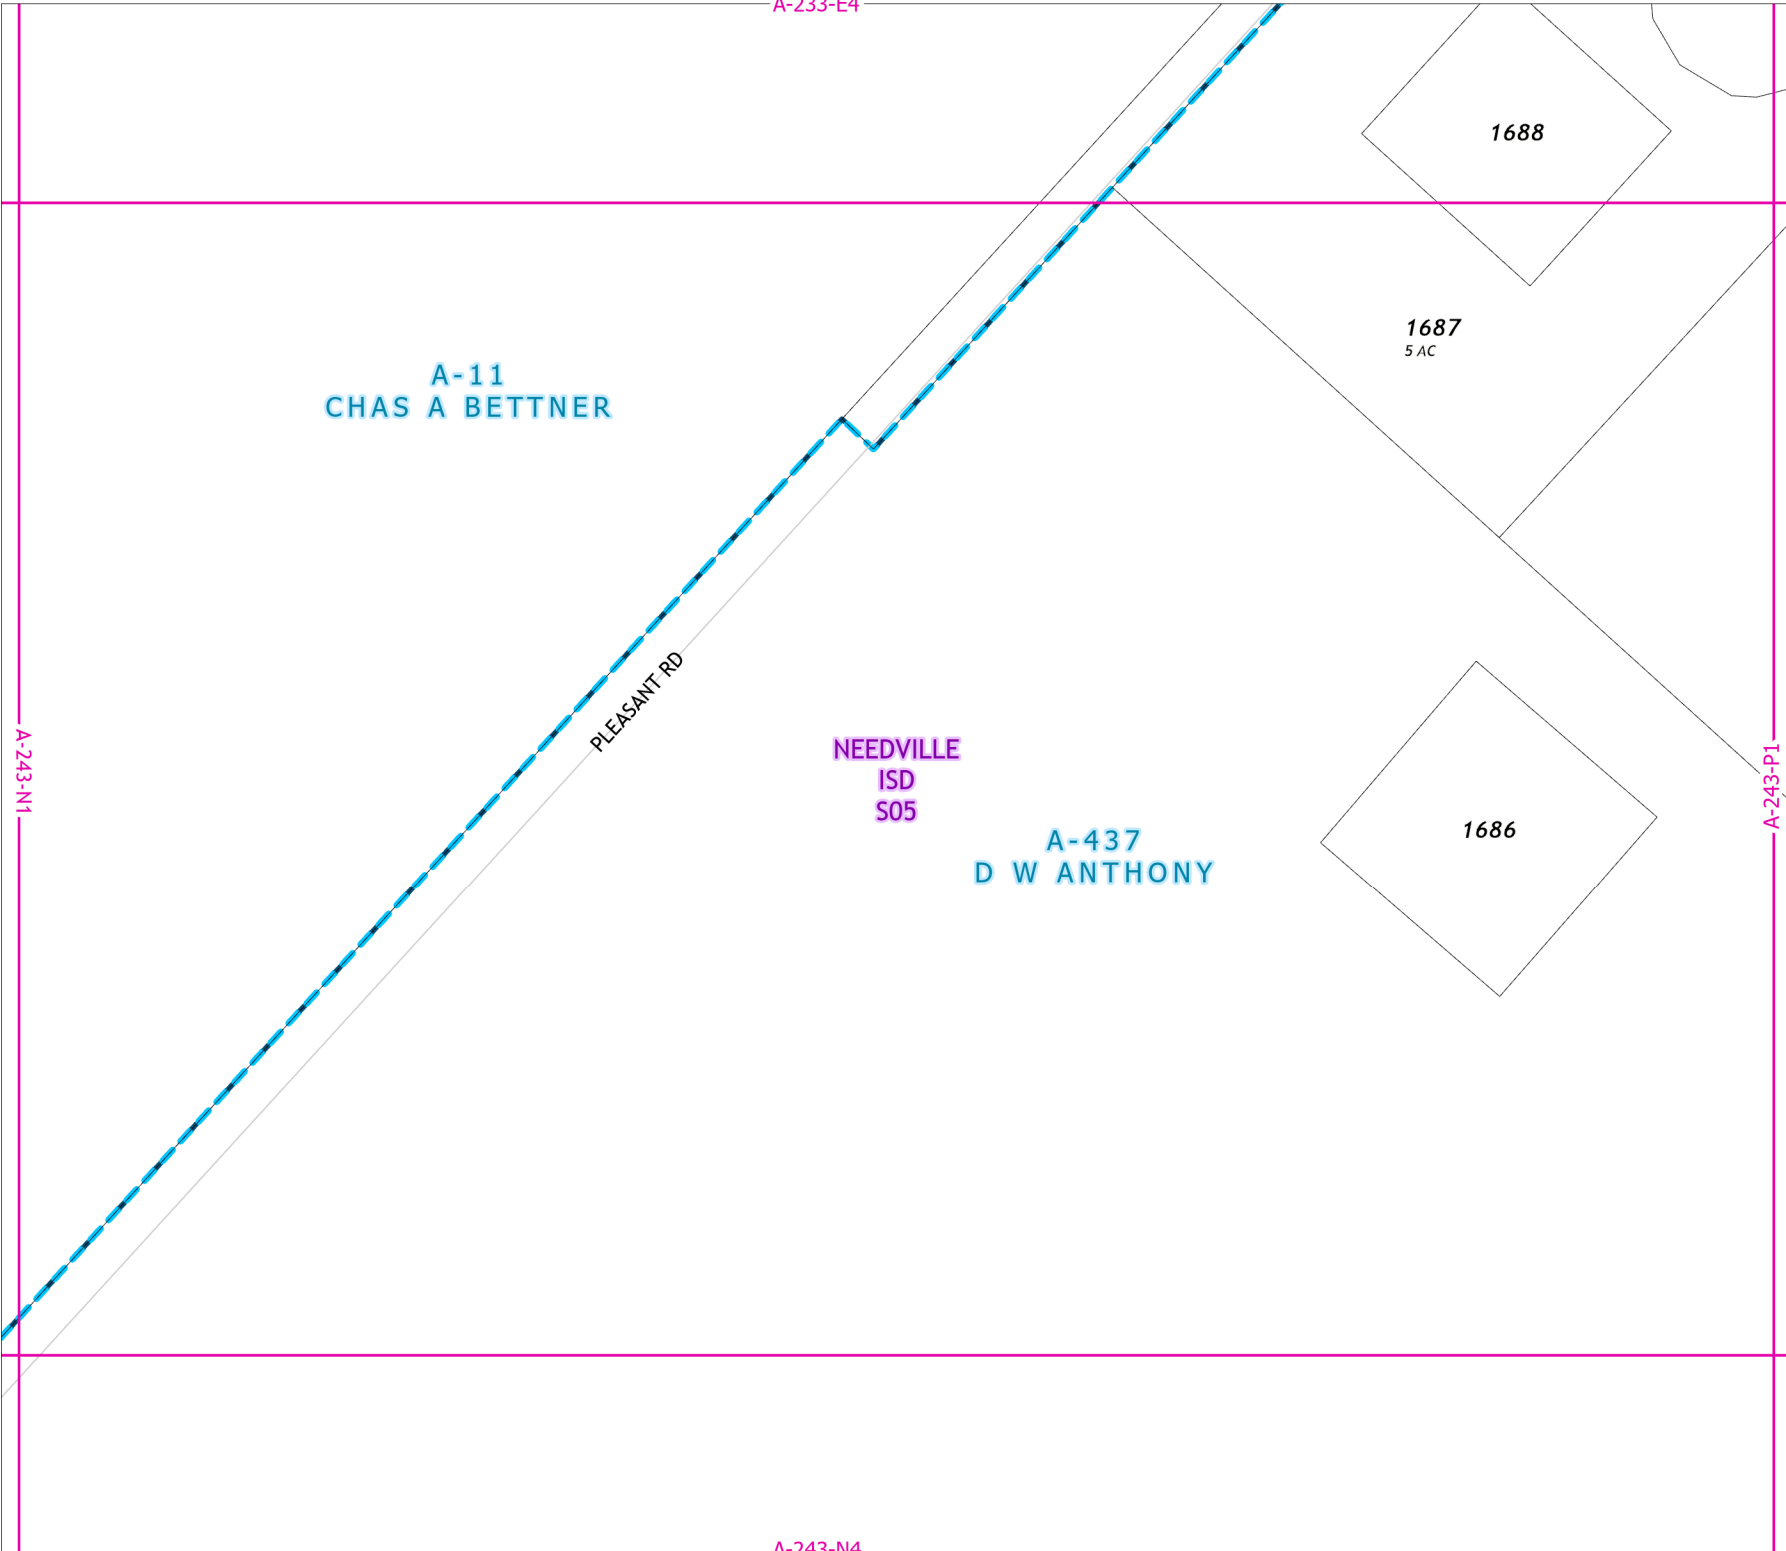 A-233-E4
1688
1687
5 AC
A-11
CHAS A BETTNER
PLEASANT RD
NEEDVILLE
ISD
S05
A-437
D W ANTHONY
1686
A-243-N1
A-243-P1
A-243-N4